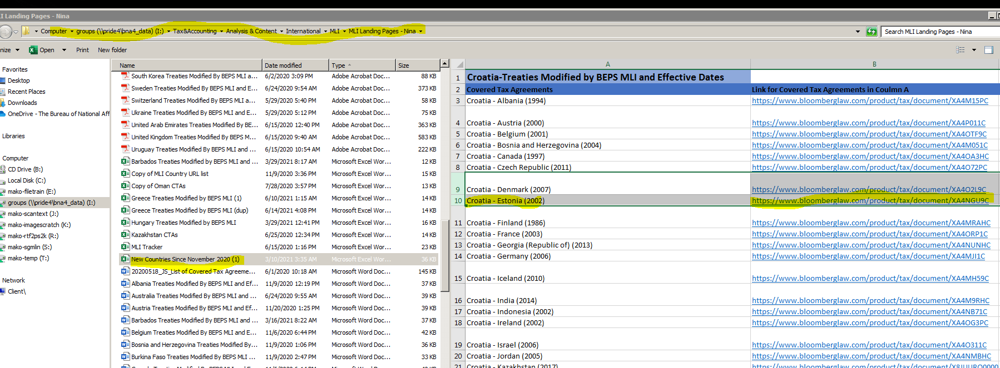 I Landing Pages - Nina
Computer groups (\\pride4\bna4_data) (I:) Tax&Accounting Analysis & Content International MLI MLI Landing Pages - Nina
Search MLI Landing Pages - Nina
nize Open Print New folder
Favorites
Desktop
Recent Places
Downloads
OneDrive - The Bureau of National Aff
Libraries
Computer
CD Drive (B:)
Local Disk (C:)
mako-filetrain (E:)
groups (\\pride4\bna4_data) (I:)
mako-scantext (J:)
mako-imagescratch (K:)
mako-rtf2ps2k (R:)
mako-sgmlin (S:)
mako-temp (T:)
Network
Client\
Name Date modified Type Size
South Korea Treaties Modified By BEPS MLI a... 6/2/2020 3:09 PM Adobe Acrobat Doc... 88 KB
Sweden Treaties Modified By BEPS MLI and E... 6/24/2020 9:54 AM Adobe Acrobat Doc... 373 KB
Switzerland Treaties Modified By BEPS MLI a... 5/29/2020 5:40 PM Adobe Acrobat Doc... 58 KB
Ukraine Treaties Modified By BEPS MLI and E... 5/29/2020 5:12 PM Adobe Acrobat Doc... 75 KB
United Arab Emirates Treaties Modified By BE... 6/15/2020 12:40 PM Adobe Acrobat Doc... 363 KB
United Kingdom Treaties Modified By BEPS M... 6/15/2020 9:40 AM Adobe Acrobat Doc... 583 KB
Uruguay Treaties Modified By BEPS MLI and ... 6/15/2020 10:54 AM Adobe Acrobat Doc... 222 KB
Barbados Treaties Modified by BEPS MLI and ... 3/29/2021 8:17 AM Microsoft Excel Wor... 12 KB
Copy of MLI Country URL list 11/9/2020 3:36 PM Microsoft Excel Wor... 15 KB
Copy of Oman CTAs 7/28/2020 3:57 PM Microsoft Excel Wor... 13 KB
Greece Treaties Modified by BEPS MLI (1) 6/10/2021 1:15 AM Microsoft Excel Wor... 14 KB
Greece Treaties Modified by BEPS MLI (dup) 6/14/2021 4:08 PM Microsoft Excel Wor... 14 KB
Hungary Treaties Modified by BEPS MLI 3/29/2021 12:41 PM Microsoft Excel Wor... 16 KB
Kazakhstan CTAs 6/25/2020 12:34 PM Microsoft Excel Wor... 14 KB
MLI Tracker 6/15/2020 1:16 PM Microsoft Excel Wor... 23 KB
New Countries Since November 2020 (1) 3/10/2021 3:35 AM Microsoft Excel Wor... 36 KB
20200518_JS_List of Covered Tax Agreeme... 6/1/2020 10:18 AM Microsoft Word Doc... 145 KB
Albania Treaties Modified By BEPS MLI and Ef... 11/9/2020 12:19 PM Microsoft Word Doc... 37 KB
Australia Treaties Modified By BEPS MLI and... 6/24/2020 9:55 AM Microsoft Word Doc... 39 KB
Austria Treaties Modified By BEPS MLI and Ef... 11/20/2020 1:25 PM Microsoft Word Doc... 39 KB
Barbados Treaties Modified By BEPS MLI and ... 3/16/2021 8:22 AM Microsoft Word Doc... 37 KB
Belgium Treaties Modified By BEPS MLI and E... 11/6/2020 6:44 PM Microsoft Word Doc... 42 KB
Bosnia and Herzegovina Treaties Modified By... 11/9/2020 1:06 PM Microsoft Word Doc... 36 KB
Burkina Faso Treaties Modified By BEPS MLI ... 11/9/2020 2:47 PM Microsoft Word Doc... 33 KB
A B
1 Croatia-Treaties Modified by BEPS MLI and Effective Dates
2 Covered Tax Agreements Link for Covered Tax Agreements in Coulmn A
3 Croatia - Albania (1994) https://www.bloomberglaw.com/product/tax/document/XA4M15PC
4 Croatia - Austria (2000) https://www.bloomberglaw.com/product/tax/document/XA4P011C
5 Croatia - Belgium (2001) https://www.bloomberglaw.com/product/tax/document/XA4OTF9C
6 Croatia - Bosnia and Herzegovina (2004) https://www.bloomberglaw.com/product/tax/document/XA4M051C
7 Croatia - Canada (1997) https://www.bloomberglaw.com/product/tax/document/XA4OA3HC
8 Croatia - Czech Republic (2011) https://www.bloomberglaw.com/product/tax/document/XA4O72PC
9 Croatia - Denmark (2007) https://www.bloomberglaw.com/product/tax/document/XA4O2L9C
10 Croatia - Estonia (2002) https://www.bloomberglaw.com/product/tax/document/XA4NGU9C
11 Croatia - Finland (1986) https://www.bloomberglaw.com/product/tax/document/XA4MRAHC
12 Croatia - France (2003) https://www.bloomberglaw.com/product/tax/document/XA4ORP1C
13 Croatia - Georgia (Republic of) (2013) https://www.bloomberglaw.com/product/tax/document/XA4NUNHC
14 Croatia - Germany (2006) https://www.bloomberglaw.com/product/tax/document/XA4MJI1C
15 Croatia - Iceland (2010) https://www.bloomberglaw.com/product/tax/document/XA4MH59C
16 Croatia - India (2014) https://www.bloomberglaw.com/product/tax/document/XA4M9RHC
17 Croatia - Indonesia (2002) https://www.bloomberglaw.com/product/tax/document/XA4NB71C
18 Croatia - Ireland (2002) https://www.bloomberglaw.com/product/tax/document/XA4OG3PC
19 Croatia - Israel (2006) https://www.bloomberglaw.com/product/tax/document/XA4O311C
20 Croatia - Jordan (2005) https://www.bloomberglaw.com/product/tax/document/XA4NMBHC
21 Croatia - Kazakhstan (2017)